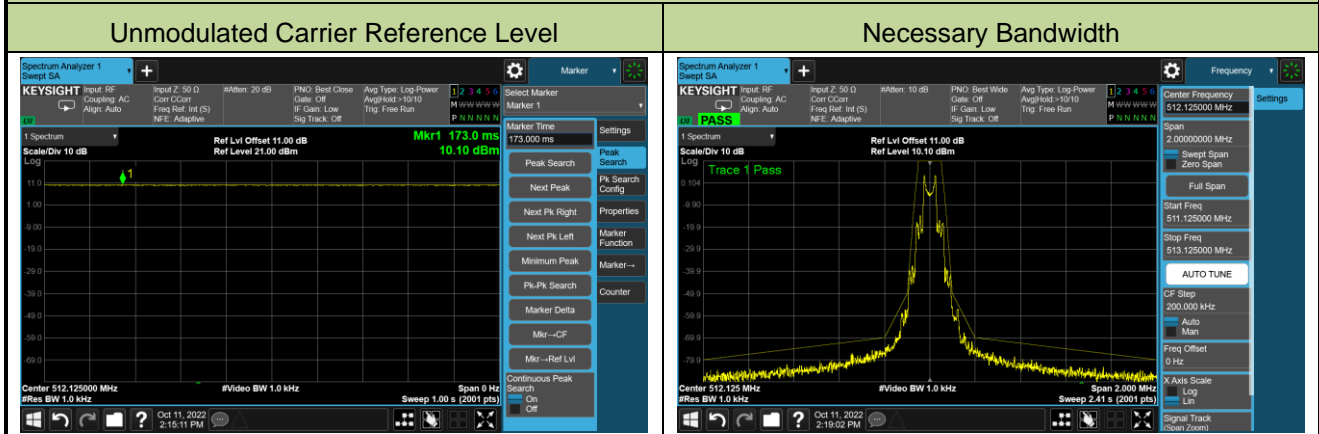 Unmodulated Carrier Reference Level
Spectrum Analyzer 1
Swept SA
Marker
KEYSIGHT
Input: RF
Coupling: AC
Align: Auto
Input Z: 50 Ω
Corr CCorr
Freq Ref: Int (S)
NFE: Adaptive
#Atten: 20 dB
PNO: Best Close
Gate: Off
IF Gain: Low
Sig Track: Off
Avg Type: Log-Power
Avg|Hold:>10/10
Trig: Free Run
1 2 3 4 5 6
M W W W W W
P N N N N N
Select Marker
Marker 1
LU
1 Spectrum
Scale/Div 10 dB
Log
Ref Lvl Offset 11.00 dB
Ref Level 21.00 dBm
Mkr1 173.0 ms
10.10 dBm
1
11.0
1.00
-9.00
-19.0
-29.0
-39.0
-49.0
-59.0
-69.0
Center 512.125000 MHz
#Res BW 1.0 kHz
#Video BW 1.0 kHz
Span 0 Hz
Sweep 1.00 s (2001 pts)
Marker Time
173.000 ms
Peak Search
Next Peak
Next Pk Right
Next Pk Left
Minimum Peak
Pk-Pk Search
Marker Delta
Mkr→CF
Mkr→Ref Lvl
Continuous Peak
Search
On
Off
Settings
Peak
Search
Pk Search
Config
Properties
Marker
Function
Marker→
Counter
?
Oct 11, 2022
2:15:11 PM
Necessary Bandwidth
Spectrum Analyzer 1
Swept SA
Frequency
KEYSIGHT
Input: RF
Coupling: AC
Align: Auto
Input Z: 50 Ω
Corr CCorr
Freq Ref: Int (S)
NFE: Adaptive
#Atten: 10 dB
PNO: Best Wide
Gate: Off
IF Gain: Low
Sig Track: Off
Avg Type: Log-Power
Avg|Hold:>10/10
Trig: Free Run
1 2 3 4 5 6
M W W W W W
P N N N N N
LU
PASS
1 Spectrum
Scale/Div 10 dB
Log
Ref Lvl Offset 11.00 dB
Ref Level 10.10 dBm
Trace 1 Pass
0.104
-9.90
-19.9
-29.9
-39.9
-49.9
-59.9
-69.9
-79.9
Center 512.125 MHz
#Res BW 1.0 kHz
#Video BW 1.0 kHz
Span 2.000 MHz
Sweep 2.41 s (2001 pts)
Center Frequency
512.125000 MHz
Span
2.00000000 MHz
Swept Span
Zero Span
Full Span
Start Freq
511.125000 MHz
Stop Freq
513.125000 MHz
AUTO TUNE
CF Step
200.000 kHz
Auto
Man
Freq Offset
0 Hz
X Axis Scale
Log
Lin
Signal Track
(Span Zoom)
Settings
?
Oct 11, 2022
2:19:02 PM